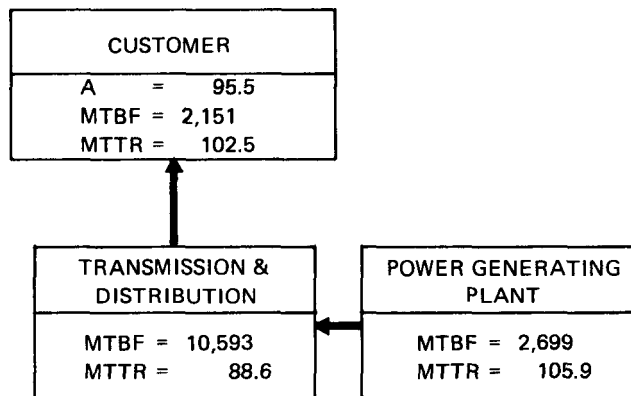 CUSTOMER
A = 95.5
MTBF = 2,151
MTTR = 102.5
TRANSMISSION &
DISTRIBUTION
MTBF = 10,593
MTTR = 88.6
POWER GENERATING
PLANT
MTBF = 2,699
MTTR = 105.9